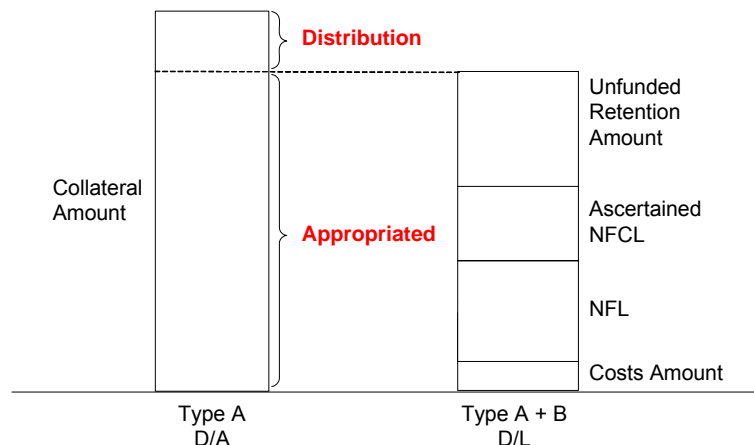 Distribution
Unfunded
Retention
Amount
Collateral
Amount
Appropriated
Ascertained
NFCL
NFL
Costs Amount
Type A
D/A
Type A + B
D/L